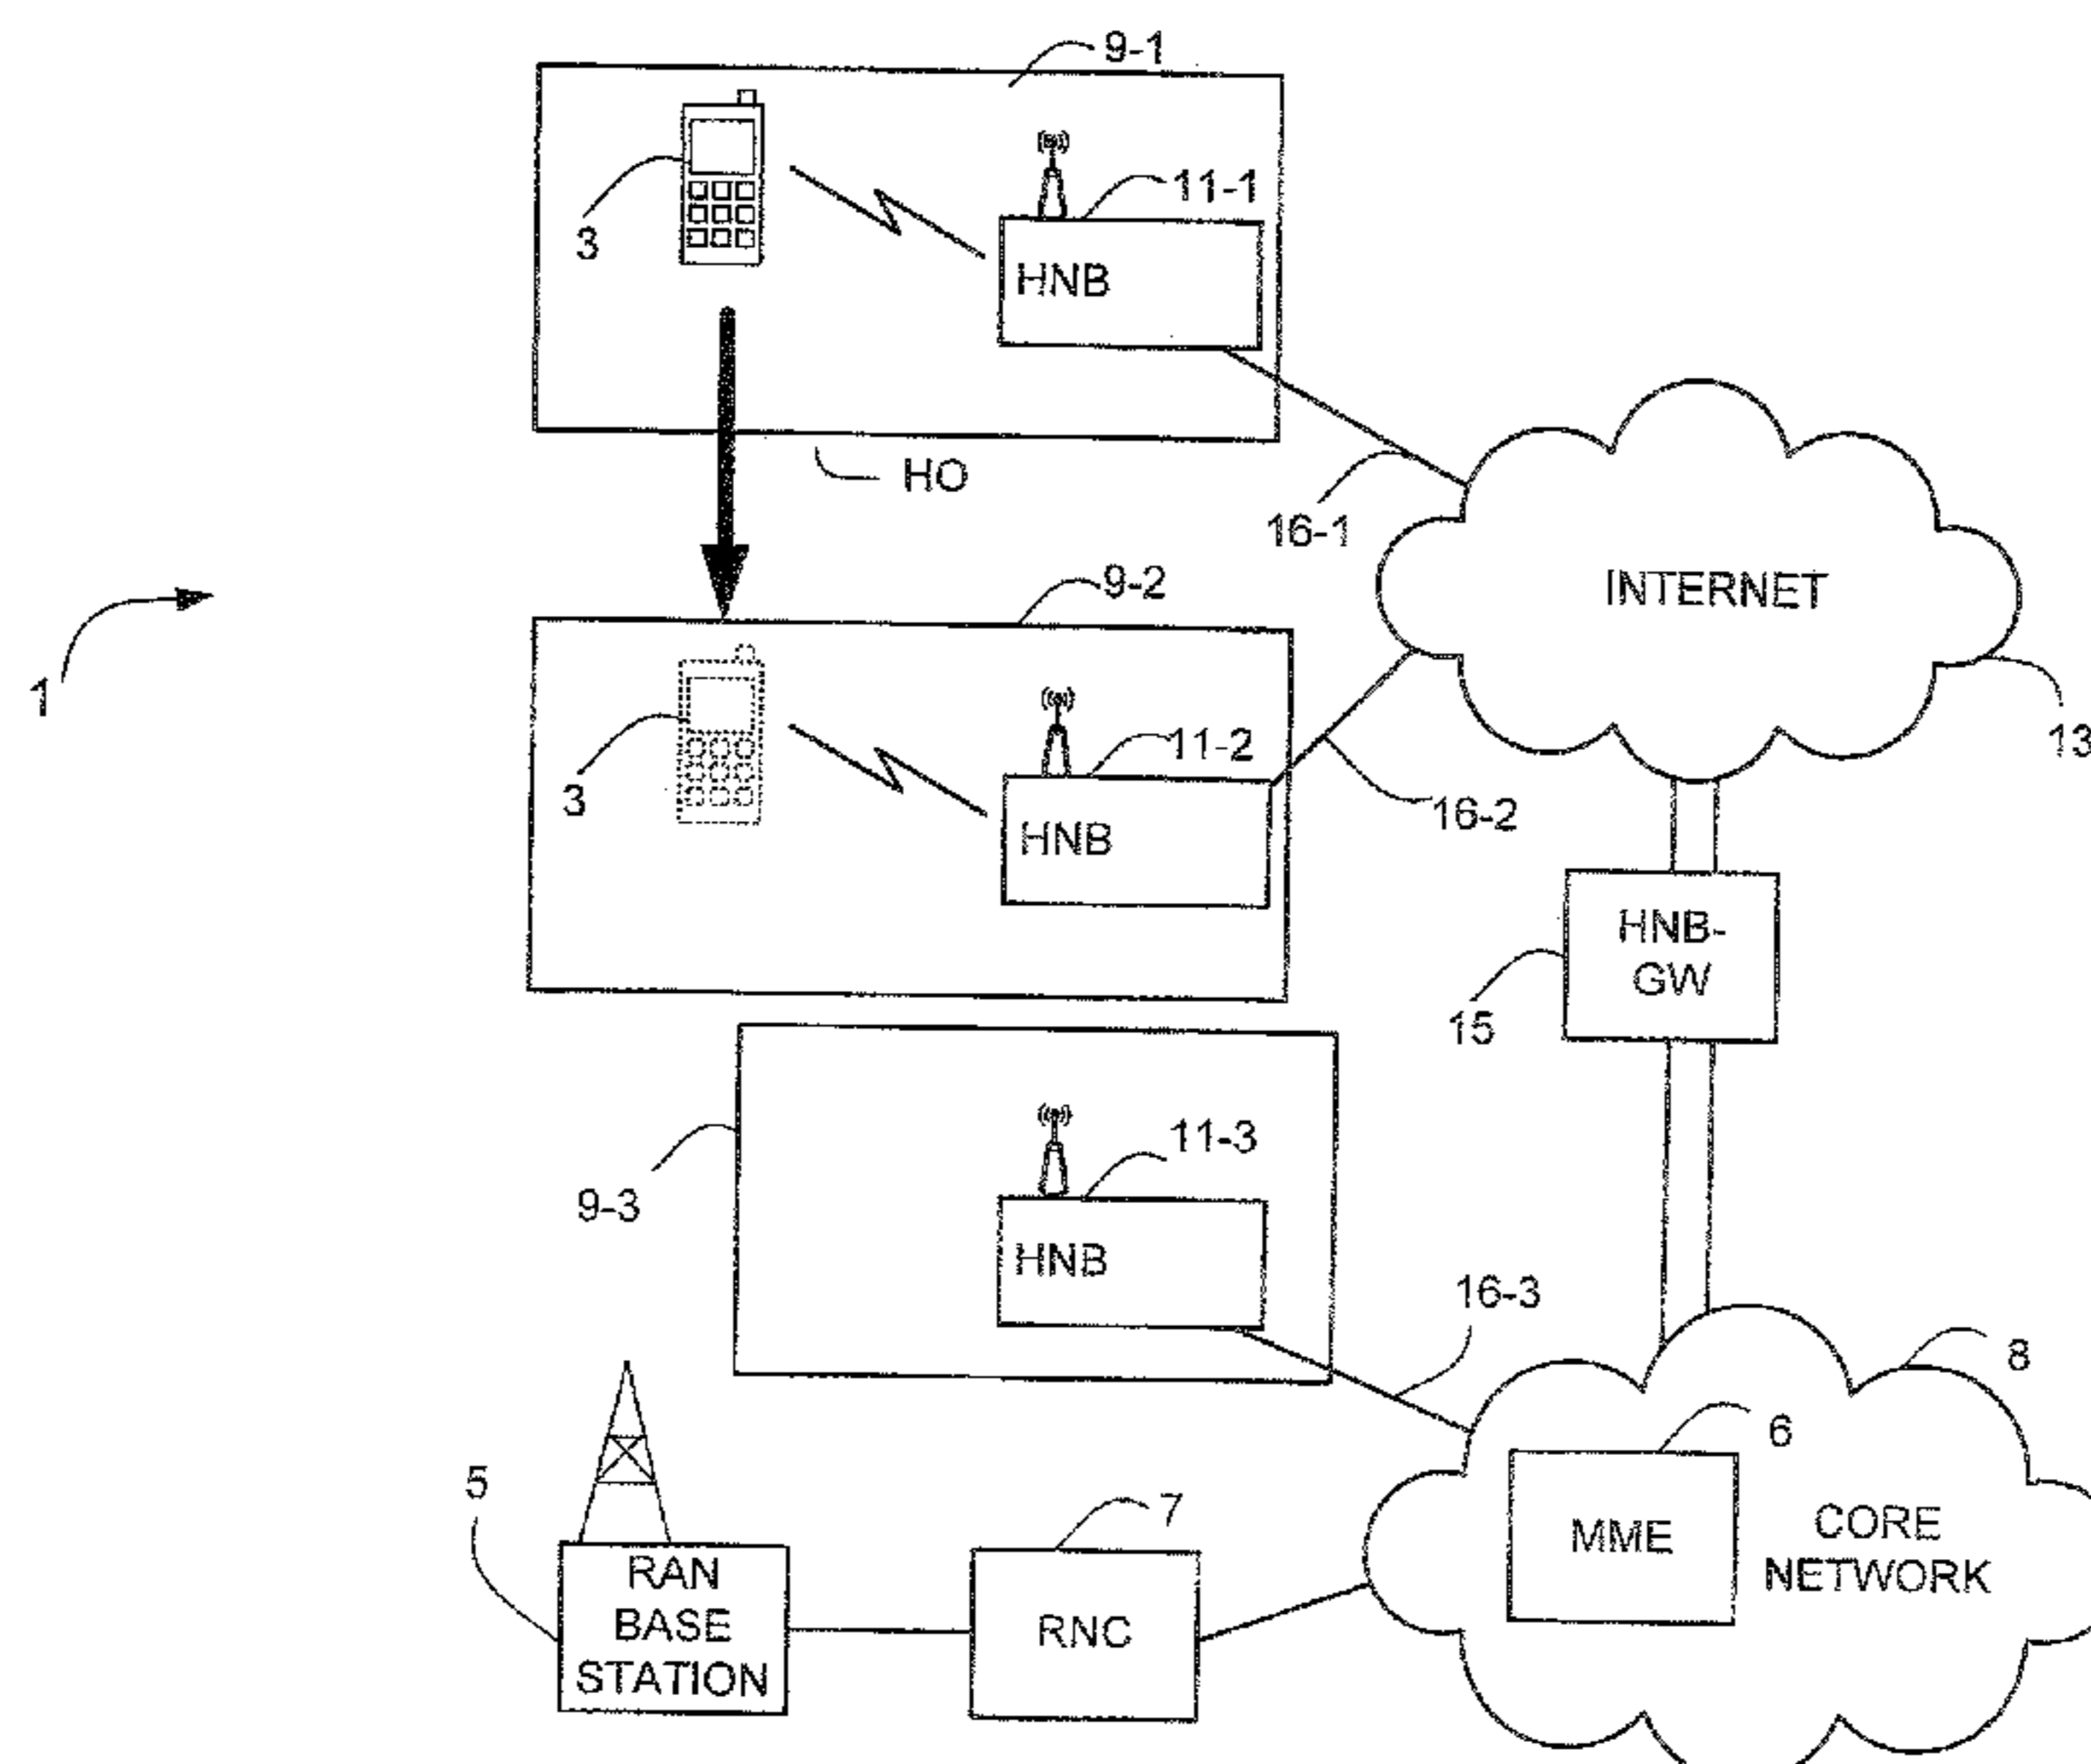 9-1
11-1
3
HNB
HO
16-1
INTERNET
9-2
1
11-2
13
3
16-2
HNB
HNB-
GW
15
11-3
9-3
HNB
16-3
8
6
5
7
MME
CORE
NETWORK
RAN
BASE
STATION
RNC